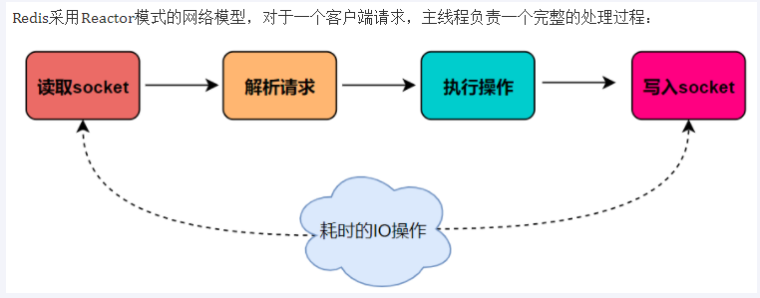 Redis采用Reactor模式的网络模型，对于一个客户端请求，主线程负责一个完整的处理过程：
读取socket
解析请求
执行操作
写入socket
耗时的IO操作